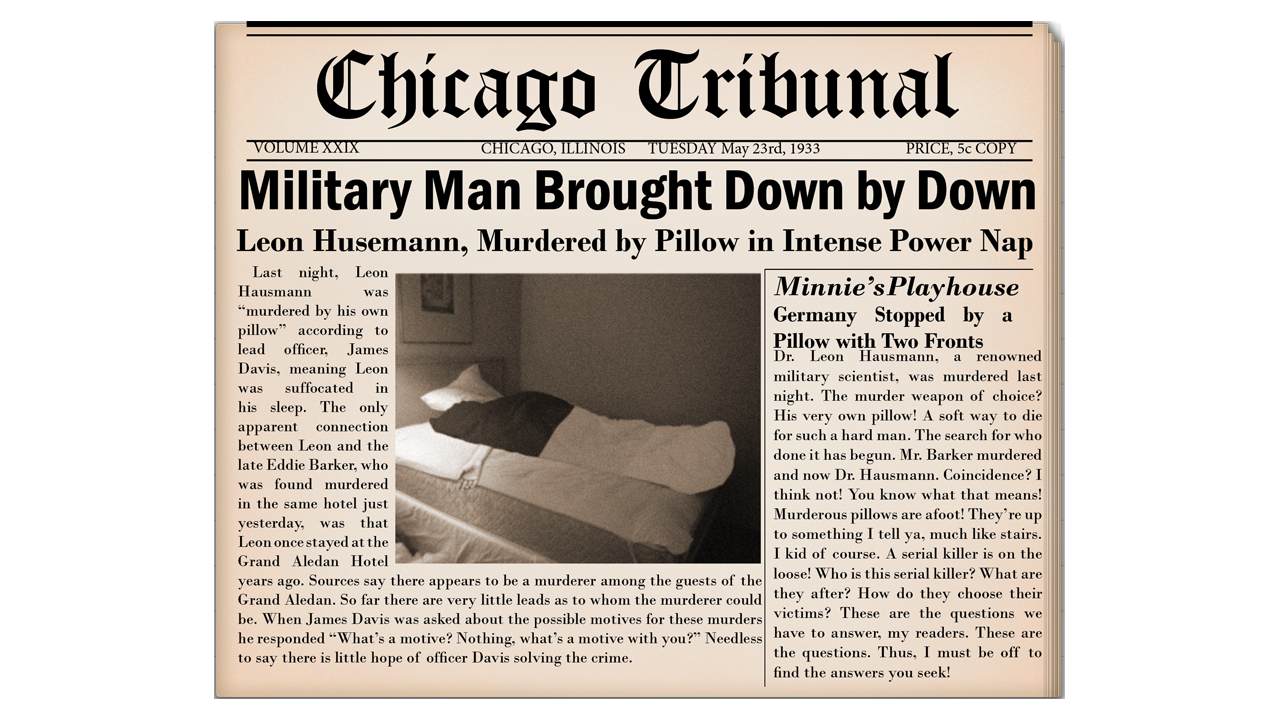 Chicago Tribunal
VOLUME XXIX CHICAGO, ILLINOIS TUESDAY May 23rd, 1933 PRICE, 5c COPY
Military Man Brought Down by Down
Leon Husemann, Murdered by Pillow in Intense Power Nap
Last night, Leon
Hausmann was
“murdered by his own
pillow” according to
lead officer, James
Davis, meaning Leon
was suffocated in
his sleep. The only
apparent connection
between Leon and the
late Eddie Barker, who
was found murdered
in the same hotel just
yesterday, was that
Leon once stayed at the
Grand Aledan Hotel
years ago. Sources say there appears to be a murderer among the guests of the
Grand Aledan. So far there are very little leads as to whom the murderer could
be. When James Davis was asked about the possible motives for these murders
he responded “What’s a motive? Nothing, what’s a motive with you?” Needless
to say there is little hope of officer Davis solving the crime.
Minnie’s Playhouse
Germany Stopped by a
Pillow with Two Fronts
Dr. Leon Hausmann, a renowned
military scientist, was murdered last
night. The murder weapon of choice?
His very own pillow! A soft way to die
for such a hard man. The search for who
done it has begun. Mr. Barker murdered
and now Dr. Hausmann. Coincidence? I
think not! You know what that means!
Murderous pillows are afoot! They’re up
to something I tell ya, much like stairs.
I kid of course. A serial killer is on the
loose! Who is this serial killer? What are
they after? How do they choose their
victims? These are the questions we
have to answer, my readers. These are
the questions. Thus, I must be off to
find the answers you seek!